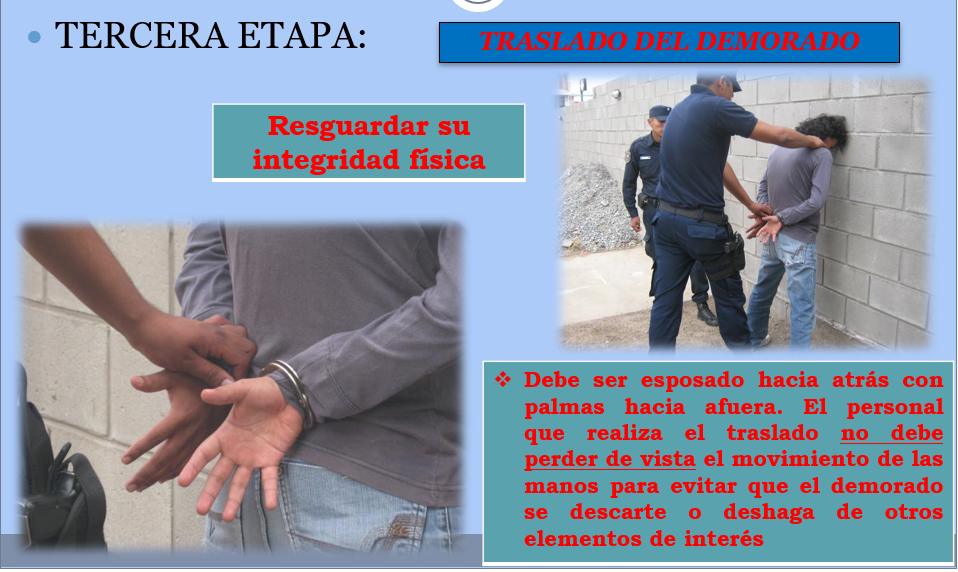 TERCERA ETAPA:
TRASLADO DEL DEMORADO
Resguardar su
integridad física
Debe ser esposado hacia atrás con
palmas hacia afuera. El personal
que realiza el traslado no debe
perder de vista el movimiento de las
manos para evitar que el demorado
se descarte o deshaga de otros
elementos de interés